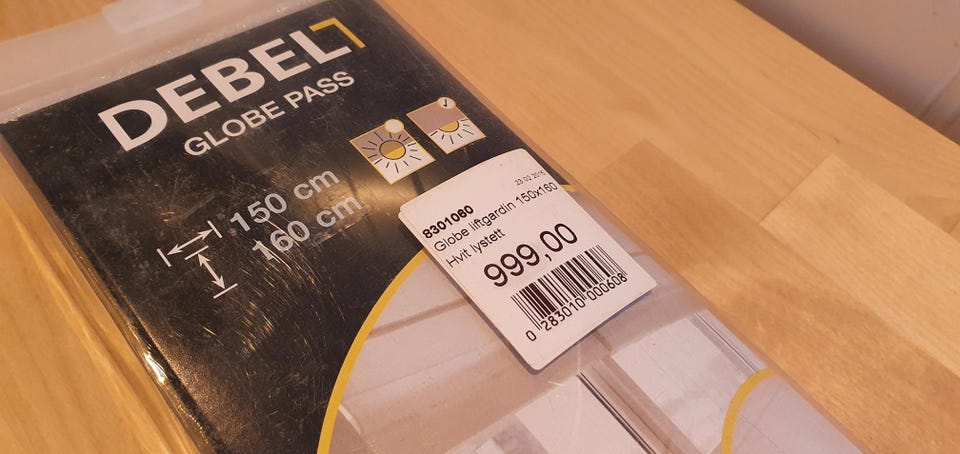 DEBEL
GLOBE PASS
150 cm
160 cm
23.02.2016
8301060
Globe liftgardin 150x160
Hvit lystett
999,00
0 283010 000608